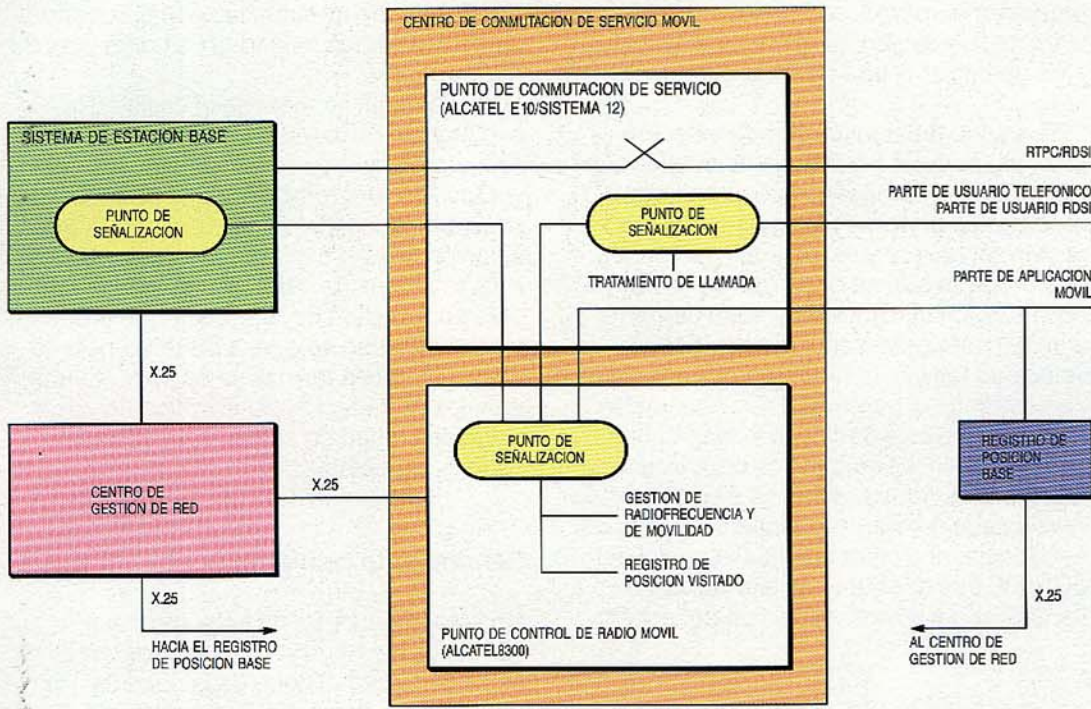 CENTRO DE CONMUTACION DE SERVICIO MOVIL
PUNTO DE CONMUTACION DE SERVICIO
(ALCATEL E10/SISTEMA 12)
SISTEMA DE ESTACION BASE
PUNTO DE
SEÑALIZACION
PUNTO DE
SEÑALIZACION
TRATAMIENTO DE LLAMADA
RTPC/RDSI
PARTE DE USUARIO TELEFONICO
PARTE DE USUARIO RDSI
PARTE DE APLICACION
MOVIL
X.25
CENTRO DE
GESTION DE RED
X.25
PUNTO DE
SEÑALIZACION
GESTION DE
RADIOFRECUENCIA Y
DE MOVILIDAD
REGISTRO DE
POSICION VISITADO
PUNTO DE CONTROL DE RADIO MOVIL
(ALCATEL8300)
REGISTRO DE
POSICION
BASE
X.25
HACIA EL REGISTRO
DE POSICION BASE
X.25
AL CENTRO DE
GESTION DE RED